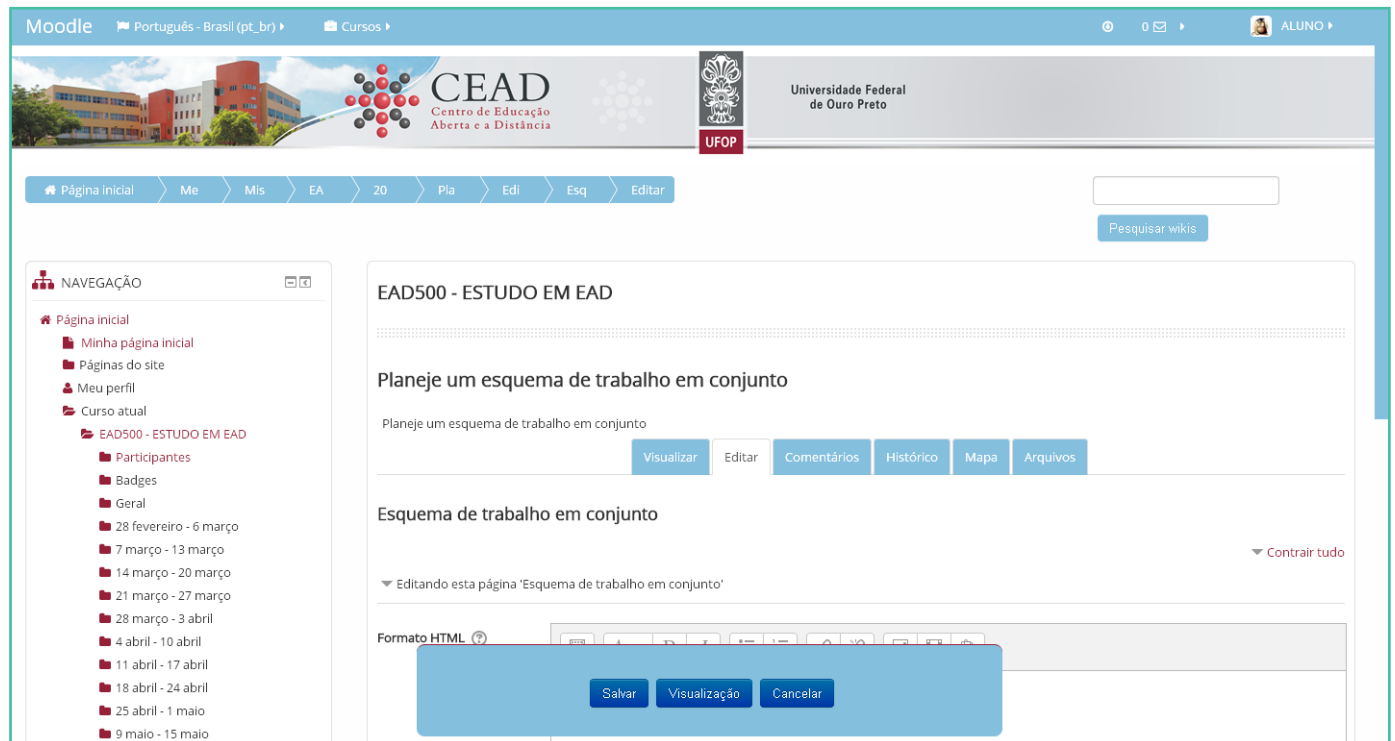 Moodle Português - Brasil (pt_br) Cursos 0 ALUNO
CEAD
Centro de Educação
Aberta e a Distância
UFOP
Universidade Federal
de Ouro Preto
Página inicial Me Mis EA 20 Pla Edi Esq Editar
Pesquisar wikis
NAVEGAÇÃO
Página inicial
Minha página inicial
Páginas do site
Meu perfil
Curso atual
EAD500 - ESTUDO EM EAD
Participantes
Badges
Geral
28 fevereiro - 6 março
7 março - 13 março
14 março - 20 março
21 março - 27 março
28 março - 3 abril
4 abril - 10 abril
11 abril - 17 abril
18 abril - 24 abril
25 abril - 1 maio
9 maio - 15 maio
EAD500 - ESTUDO EM EAD
Planeje um esquema de trabalho em conjunto
Planeje um esquema de trabalho em conjunto
Visualizar Editar Comentários Histórico Mapa Arquivos
Esquema de trabalho em conjunto
Contrair tudo
Editando esta página 'Esquema de trabalho em conjunto'
Formato HTML
Salvar Visualização Cancelar